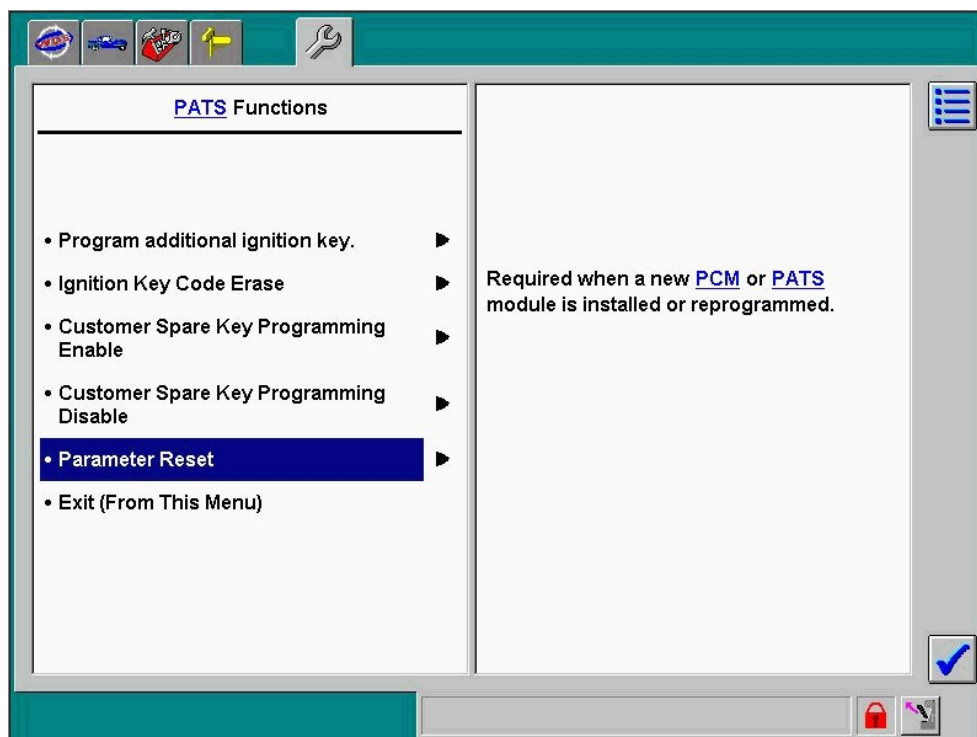 PATS Functions
• Program additional ignition key.
• Ignition Key Code Erase
• Customer Spare Key Programming
Enable
• Customer Spare Key Programming
Disable
• Parameter Reset
• Exit (From This Menu)
Required when a new PCM or PATS
module is installed or reprogrammed.